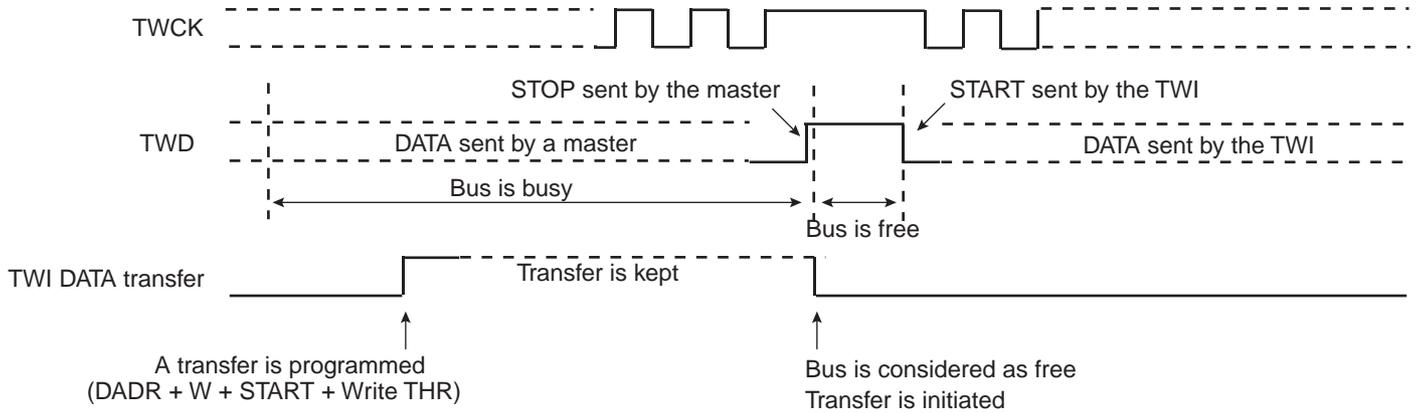 TWCK
STOP sent by the master
START sent by the TWI
TWD
DATA sent by a master
DATA sent by the TWI
Bus is busy
Bus is free
TWI DATA transfer
Transfer is kept
A transfer is programmed
(DADR + W + START + Write THR)
Bus is considered as free
Transfer is initiated